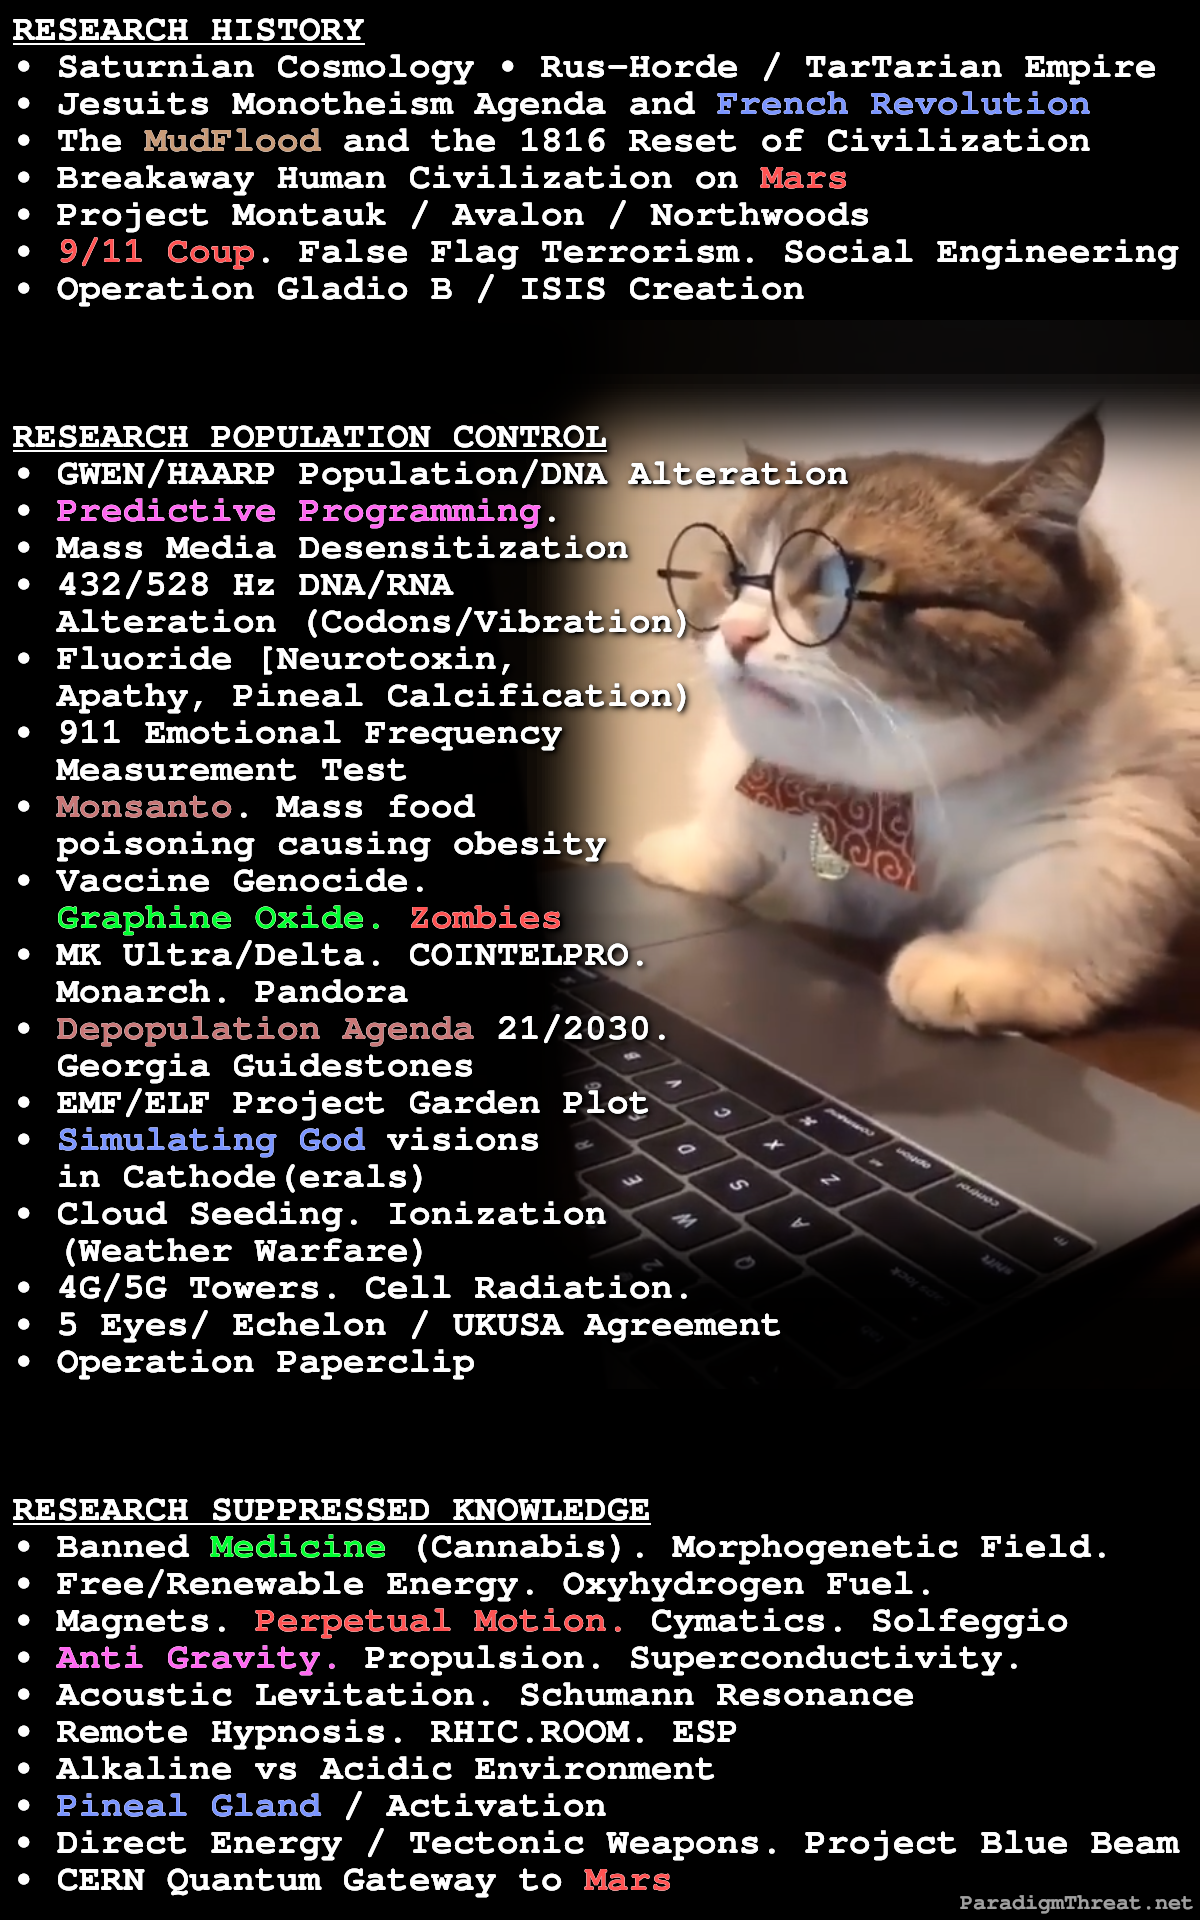 RESEARCH HISTORY
• Saturnian Cosmology • Rus-Horde / TarTarian Empire
• Jesuits Monotheism Agenda and French Revolution
• The MudFlood and the 1816 Reset of Civilization
• Breakaway Human Civilization on Mars
• Project Montauk / Avalon / Northwoods
• 9/11 Coup. False Flag Terrorism. Social Engineering
• Operation Gladio B / ISIS Creation
RESEARCH POPULATION CONTROL
• GWEN/HAARP Population/DNA Alteration
• Predictive Programming.
• Mass Media Desensitization
• 432/528 Hz DNA/RNA
Alteration (Codons/Vibration)
• Fluoride [Neurotoxin,
Apathy, Pineal Calcification)
• 911 Emotional Frequency
Measurement Test
• Monsanto. Mass food
poisoning causing obesity
• Vaccine Genocide.
Graphine Oxide. Zombies
• MK Ultra/Delta. COINTELPRO.
Monarch. Pandora
• Depopulation Agenda 21/2030.
Georgia Guidestones
• EMF/ELF Project Garden Plot
• Simulating God visions
in Cathode(erals)
• Cloud Seeding. Ionization
(Weather Warfare)
• 4G/5G Towers. Cell Radiation.
• 5 Eyes/ Echelon / UKUSA Agreement
• Operation Paperclip
RESEARCH SUPPRESSED KNOWLEDGE
• Banned Medicine (Cannabis). Morphogenetic Field.
• Free/Renewable Energy. Oxyhydrogen Fuel.
• Magnets. Perpetual Motion. Cymatics. Solfeggio
• Anti Gravity. Propulsion. Superconductivity.
• Acoustic Levitation. Schumann Resonance
• Remote Hypnosis. RHIC.ROOM. ESP
• Alkaline vs Acidic Environment
• Pineal Gland / Activation
• Direct Energy / Tectonic Weapons. Project Blue Beam
• CERN Quantum Gateway to Mars
ParadigmThreat.net